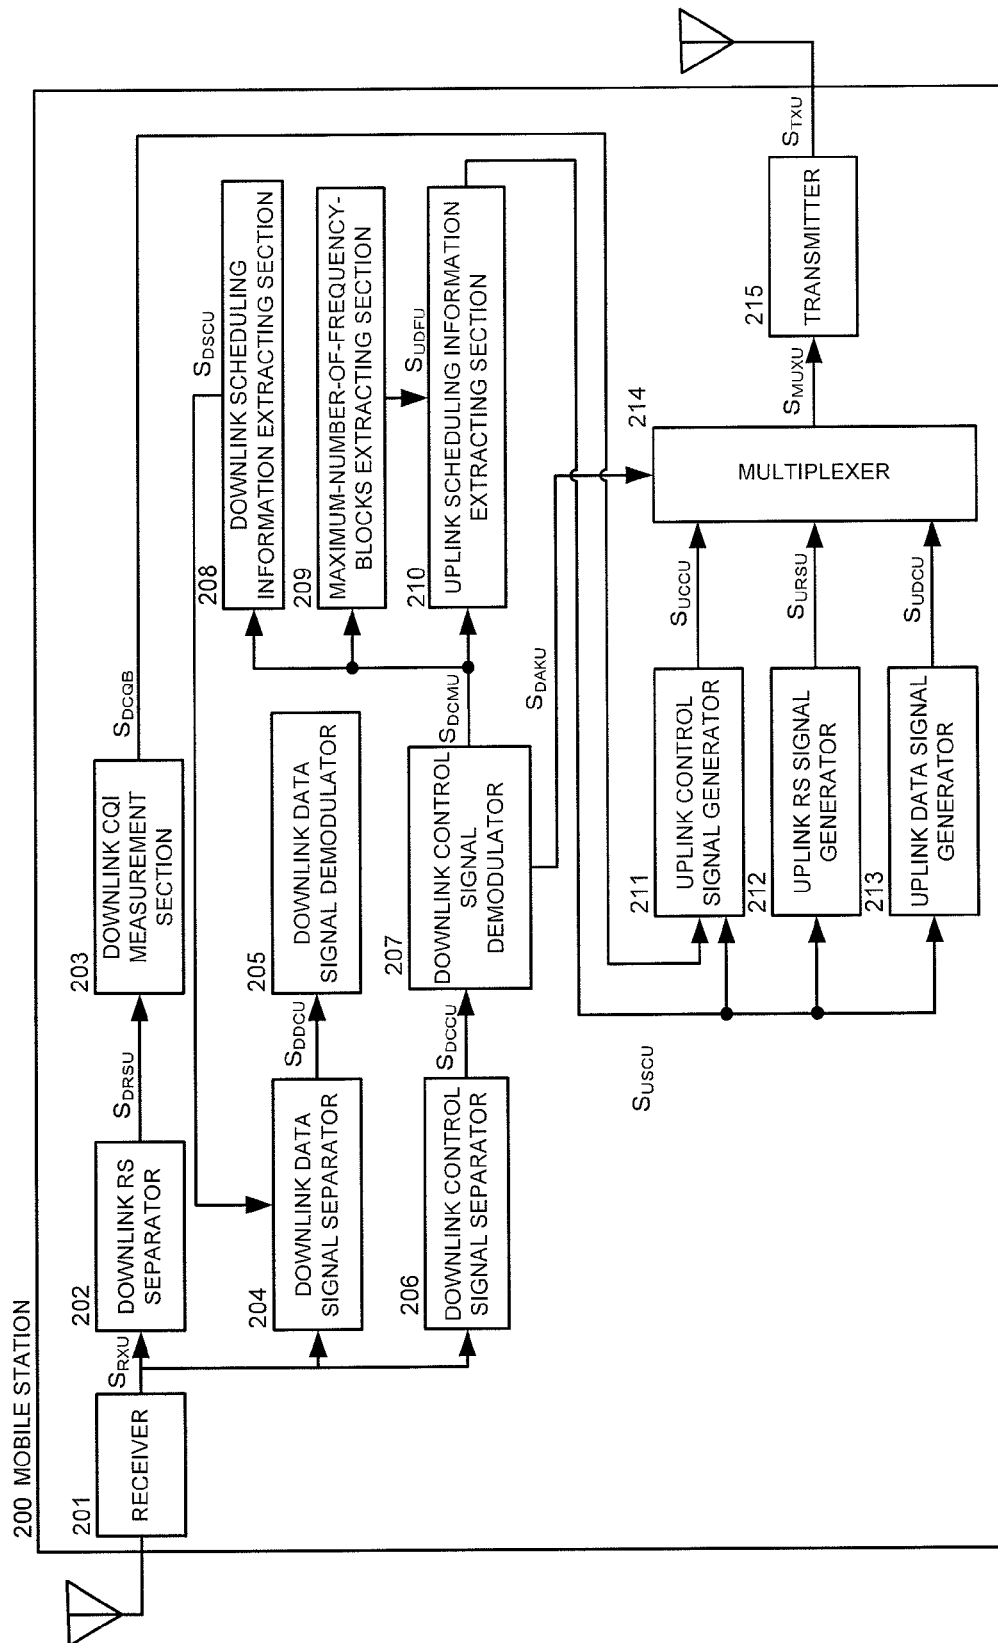 200 MOBILE STATION
201
RECEIVER
SRXU
202
DOWNLINK RS
SEPARATOR
SDRSU
203
DOWNLINK CQI
MEASUREMENT
SECTION
SDCQB
204
DOWNLINK DATA
SIGNAL SEPARATOR
SDDCU
205
DOWNLINK DATA
SIGNAL DEMODULATOR
206
DOWNLINK CONTROL
SIGNAL SEPARATOR
SDCCU
207
DOWNLINK CONTROL
SIGNAL
DEMODULATOR
SDCMU
SDAKU
208
DOWNLINK SCHEDULING
INFORMATION EXTRACTING SECTION
SDSCU
209
MAXIMUM-NUMBER-OF-FREQUENCY-
BLOCKS EXTRACTING SECTION
SUDFU
210
UPLINK SCHEDULING INFORMATION
EXTRACTING SECTION
SUSCU
211
UPLINK CONTROL
SIGNAL GENERATOR
SUCCU
212
UPLINK RS SIGNAL
GENERATOR
SURSU
213
UPLINK DATA SIGNAL
GENERATOR
SUDCU
214
MULTIPLEXER
SMUXU
215
TRANSMITTER
STXU